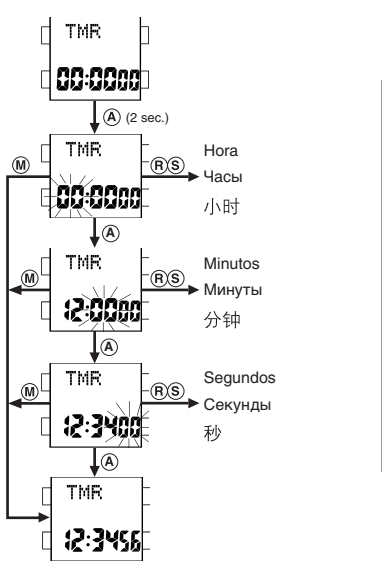 TMR
00:0000
A (2 sec.)
TMR
00:0000
M
R S
Hora
Часы
小时
A
TMR
12:0000
M
R S
Minutos
Минуты
分钟
A
TMR
12:3400
M
R S
Segundos
Секунды
秒
A
TMR
12:3456